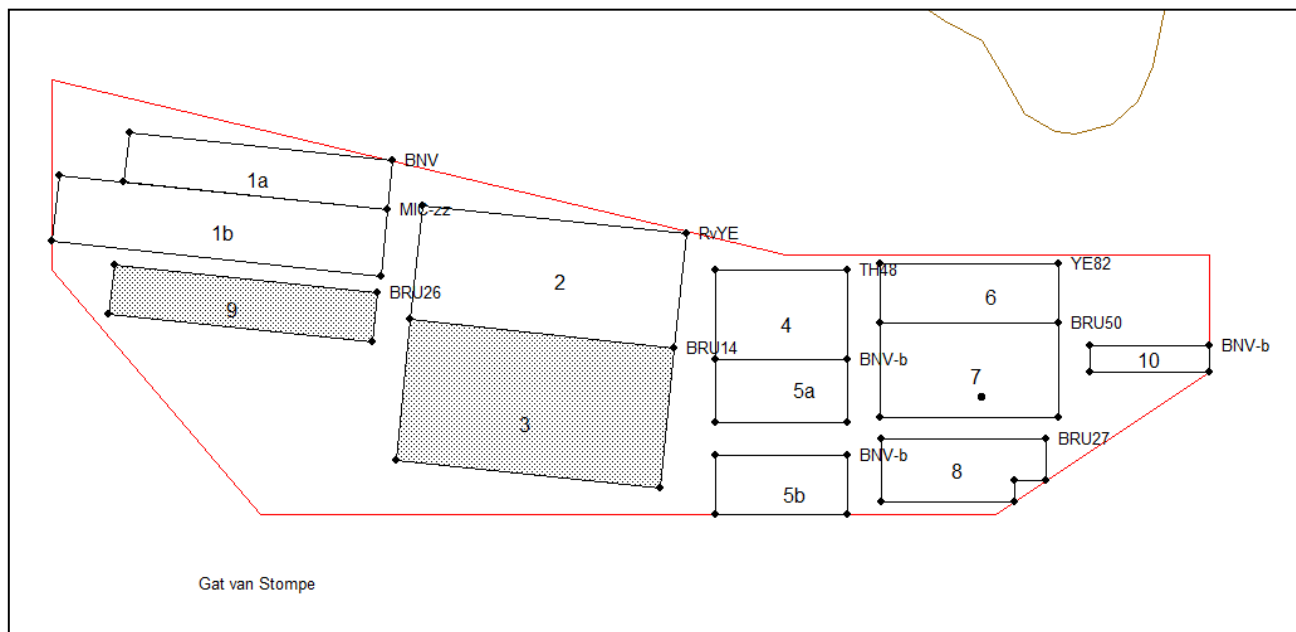 BNV
1a
MIC-zz
1b
RvYE
BRU26
9
2
TH48
YE82
6
4
BRU50
BRU14
BNV-b
BNV-b
10
5a
7
3
BRU27
BNV-b
8
5b
Gat van Stompe